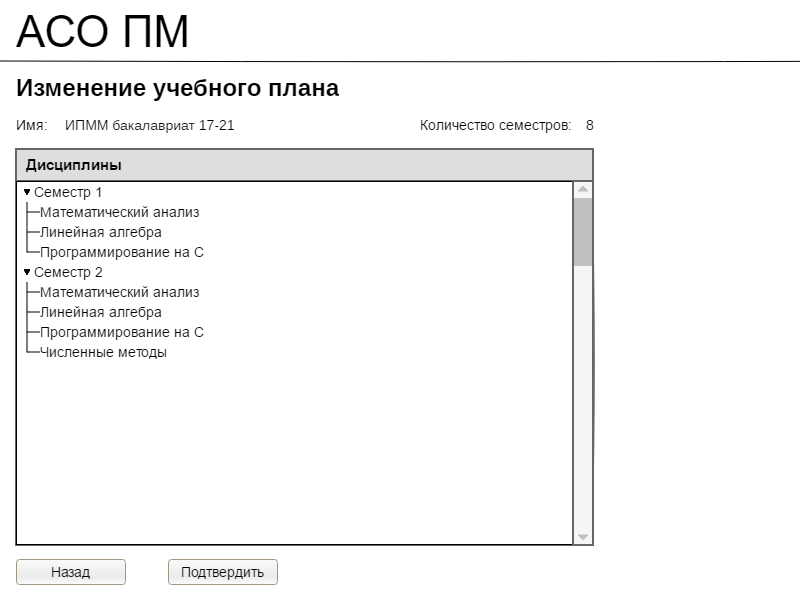 АСО ПМ
Изменение учебного плана
Имя: ИПММ бакалавриат 17-21 Количество семестров: 8
Дисциплины
Семестр 1
Математический анализ
Линейная алгебра
Программирование на С
Семестр 2
Математический анализ
Линейная алгебра
Программирование на С
Численные методы
Назад Подтвердить